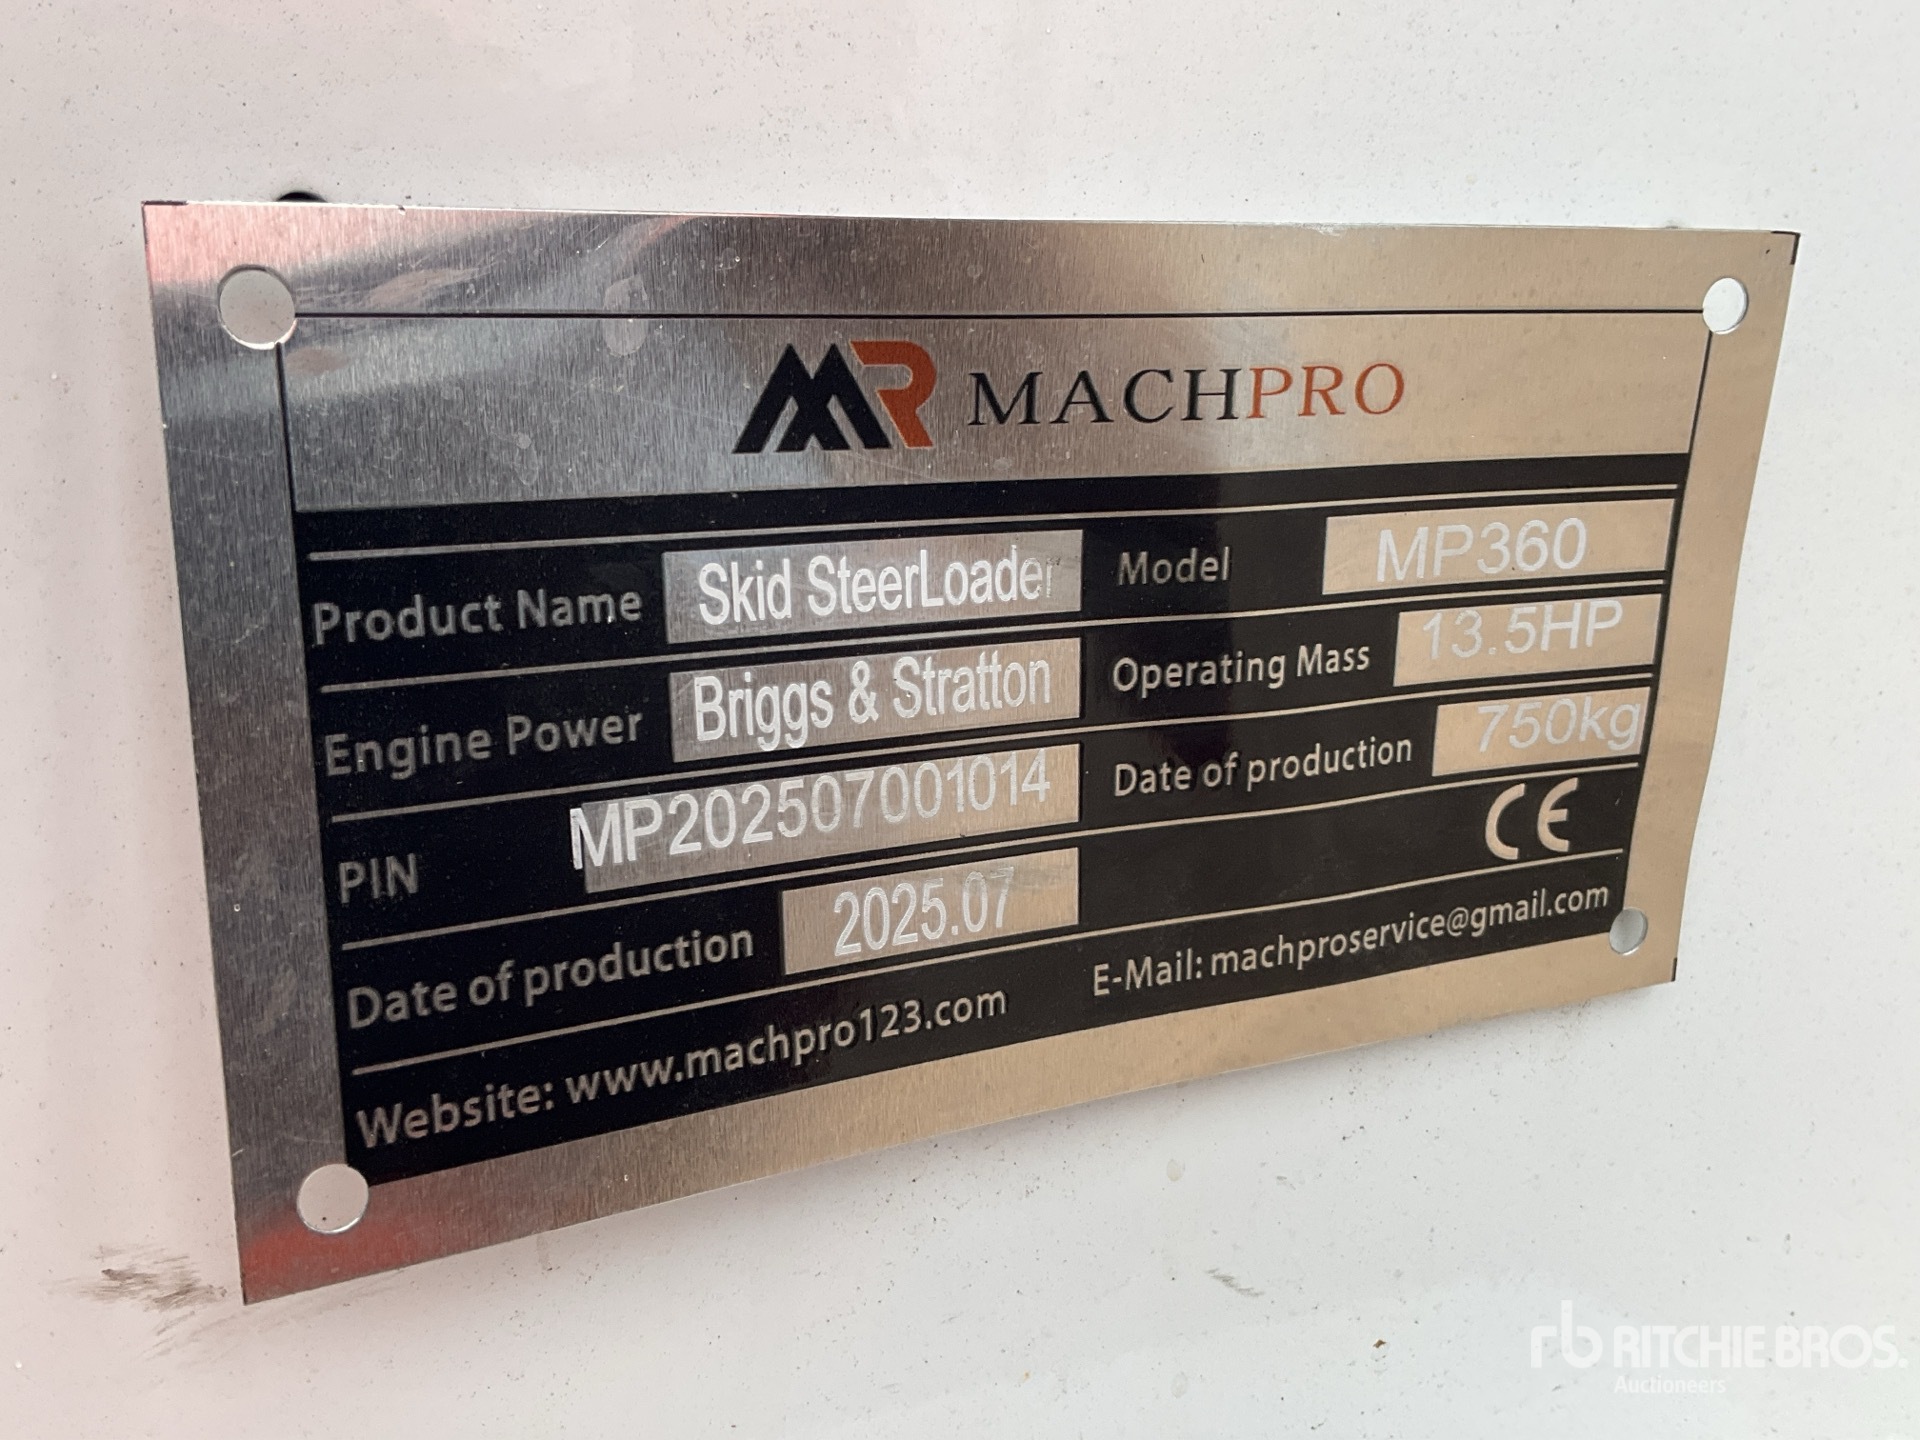 MR MACHPRO
Product Name Skid SteerLoader Model MP360
Engine Power Briggs & Stratton Operating Mass 13.5HP
PIN MP202507001014 Date of production 750kg
Date of production 2025.07 CE
Website: www.machpro123.com E-Mail: machproservice@gmail.com
rb RITCHIE BROS.
Auctioneers